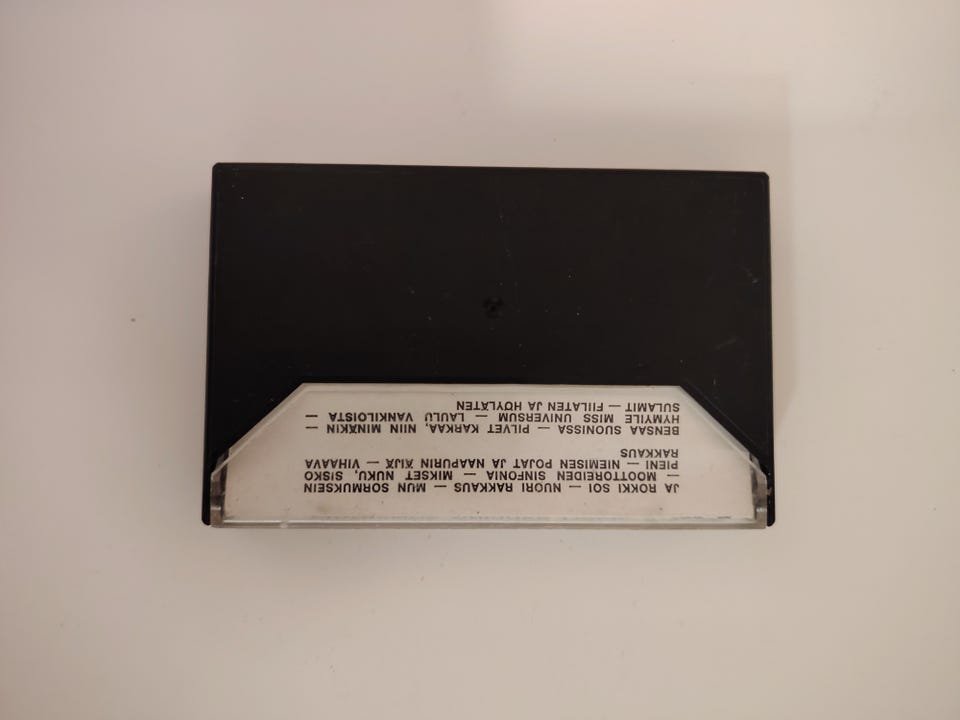 JA ROKKI SOI — NUORI RAKKAUS — MUN SORMUKSEIN
— MOOTTOREIDEN SINFONIA — MIKSET NUKU, SISKO
PIENI — NIEMISEN POJAT JA NAAPURIN ÄIJÄ — VIHAAVA
RAKKAUS
BENSAA SUONISSA — PILVET KARKAA, NIIN MINÄKIN —
HYMYILE MISS UNIVERSUM — LAULU VANKILOISTA —
SULAMIT — FIILATEN JA HÖYLÄTEN